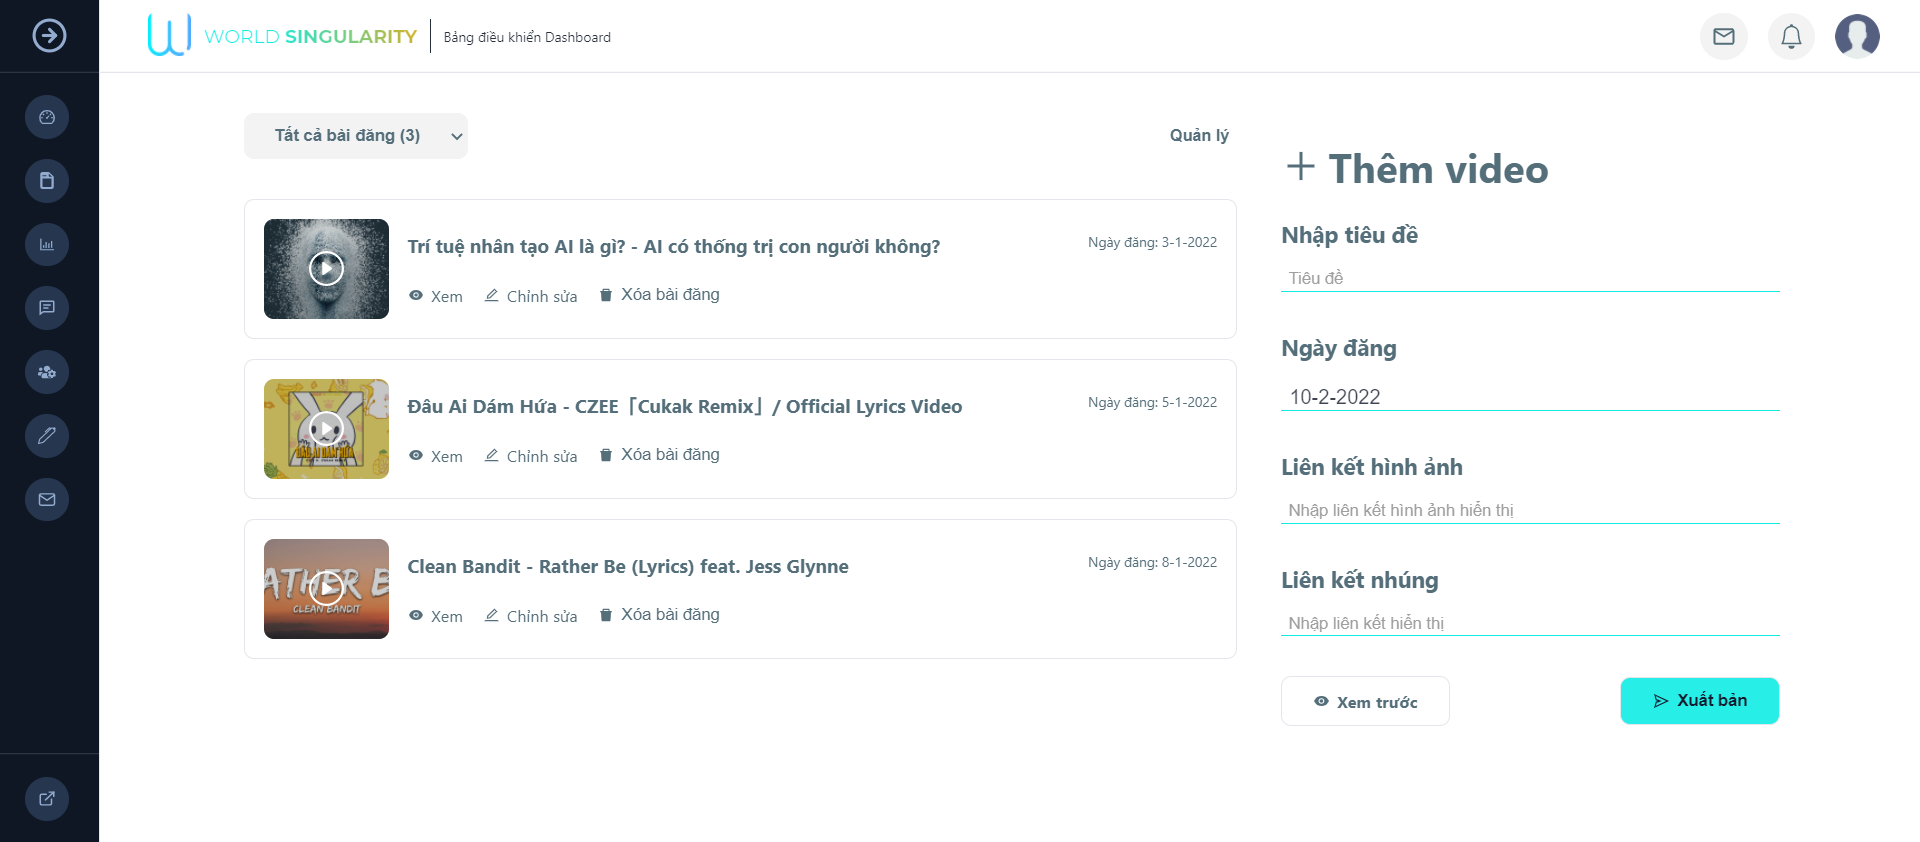 WORLD SINGULARITY
Bảng điều khiển Dashboard
Tất cả bài đăng (3)
Quản lý
Trí tuệ nhân tạo AI là gì? - AI có thống trị con người không?
Ngày đăng: 3-1-2022
Xem
Chỉnh sửa
Xóa bài đăng
ĐÂU AI DÁM HỨA
Đâu Ai Dám Hứa - CZEE「Cukak Remix」/ Official Lyrics Video
Ngày đăng: 5-1-2022
Xem
Chỉnh sửa
Xóa bài đăng
ATHER B
CLEAN BANDIT
Clean Bandit - Rather Be (Lyrics) feat. Jess Glynne
Ngày đăng: 8-1-2022
Xem
Chỉnh sửa
Xóa bài đăng
Thêm video
Nhập tiêu đề
Tiêu đề
Ngày đăng
10-2-2022
Liên kết hình ảnh
Nhập liên kết hình ảnh hiển thị
Liên kết nhúng
Nhập liên kết hiển thị
Xem trước
Xuất bản